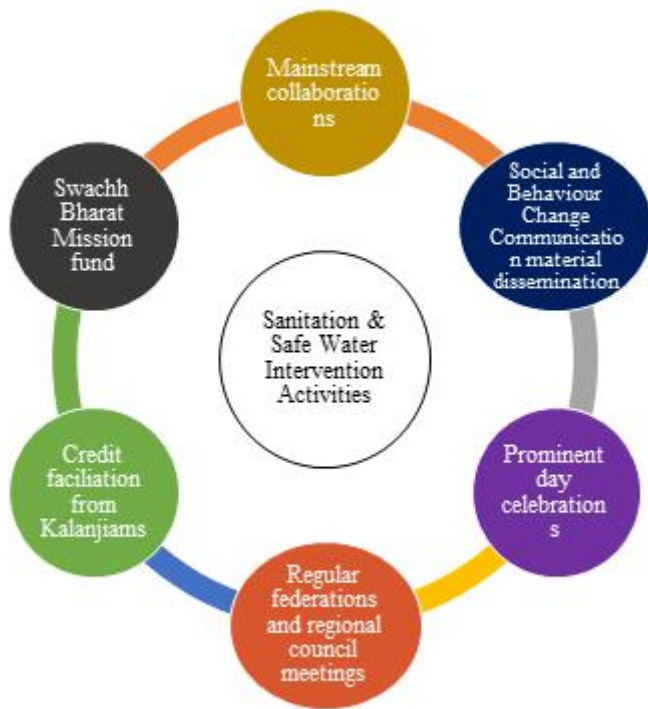 Mainstream
collaboratio
ns
Social and
Behaviour
Change
Communicatio
n material
dissemination
Prominent
day
celebration
s
Regular
federations
and regional
council
meetings
Credit
faciliation
from
Kalanjiams
Swachh
Bharat
Mission
fund
Sanitation &
Safe Water
Intervention
Activities